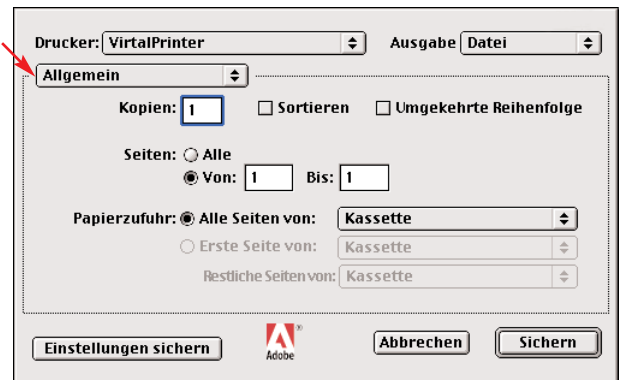 Drucker: VirtalPrinter Ausgabe Datei
Allgemein
Kopien: 1 Sortieren Umgekehrte Reihenfolge
Seiten: Alle
Von: 1 Bis: 1
Papierzufuhr: Alle Seiten von: Kassette
Erste Seite von: Kassette
Restliche Seiten von: Kassette
Einstellungen sichern Adobe Abbrechen Sichern